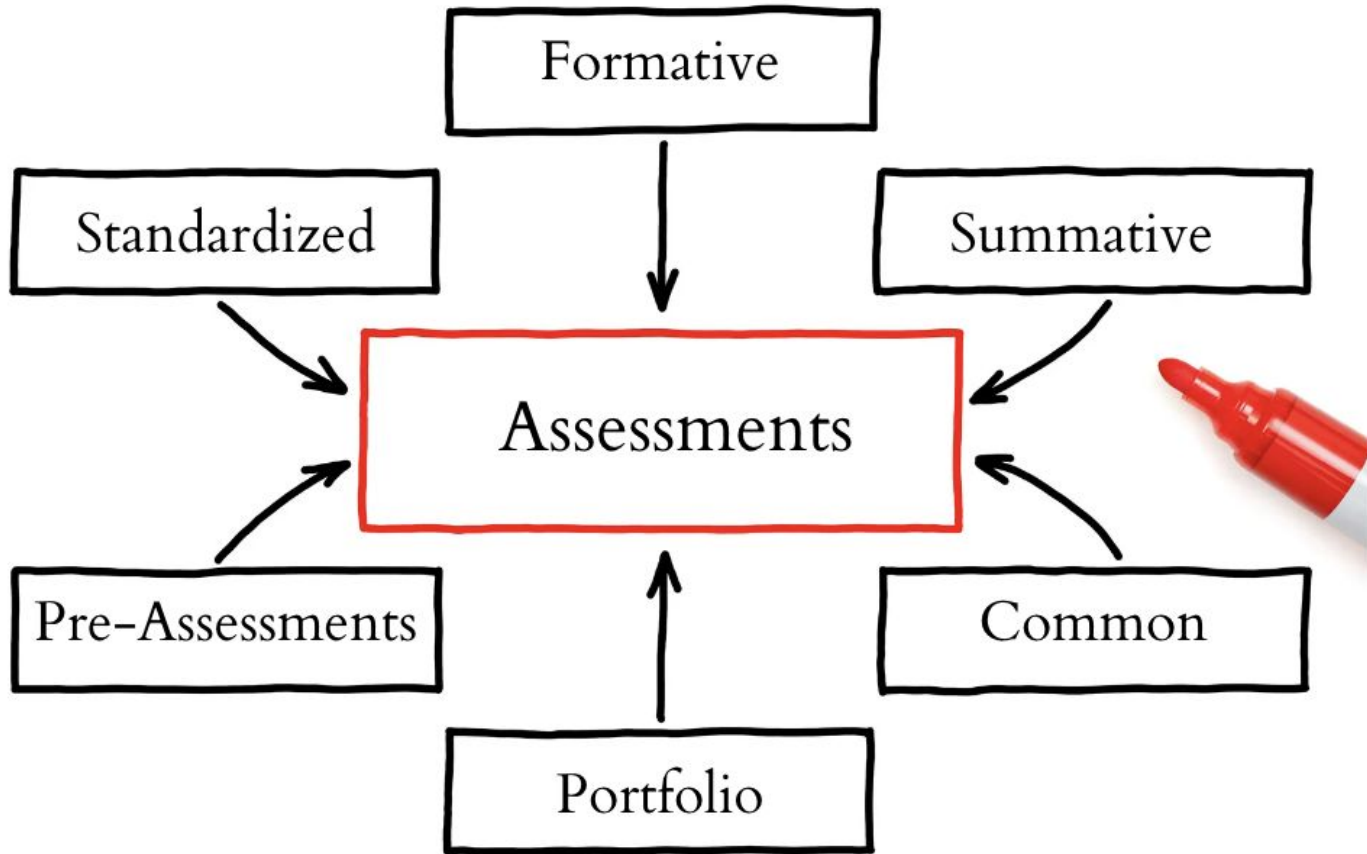 Formative
Standardized
Summative
Assessments
Pre-Assessments
Common
Portfolio